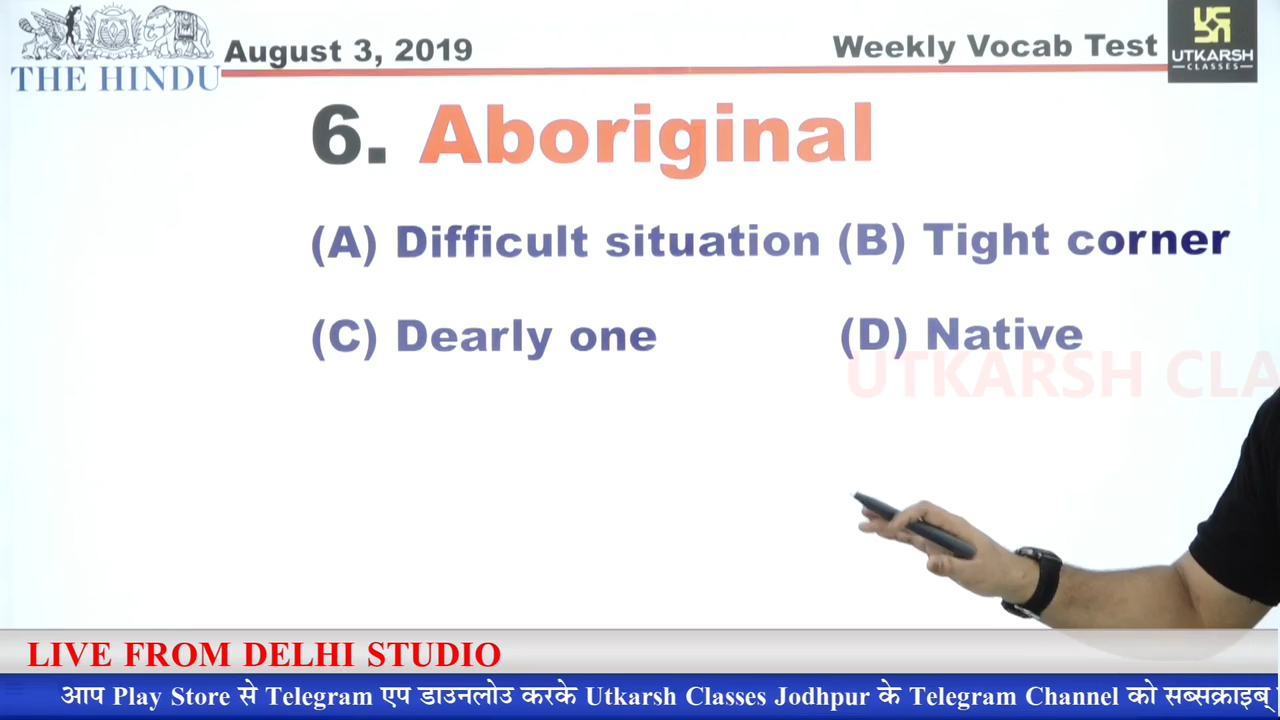 THE HINDU
August 3, 2019
Weekly Vocab Test
UTKARSH
CLASSES
6. Aboriginal
(A) Difficult situation (B) Tight corner
(C) Dearly one (D) Native
UTKARSH CLA
LIVE FROM DELHI STUDIO
आप Play Store से Telegram एप डाउनलोउ करके Utkarsh Classes Jodhpur के Telegram Channel को सब्सक्राइब्